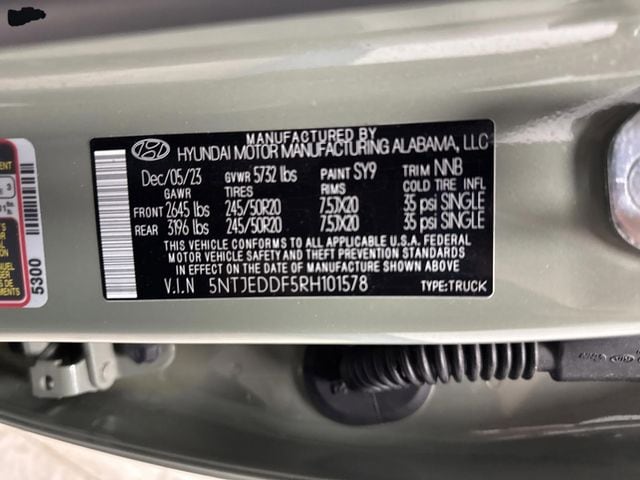 MANUFACTURED BY
HYUNDAI MOTOR MANUFACTURING ALABAMA, LLC
Dec/05/23 GVWR 5732 lbs PAINT SY9 TRIM NNB
GAWR TIRES RIMS COLD TIRE INFL
FRONT 2645 lbs 245/50R20 7.5JX20 35 psi SINGLE
REAR 3196 lbs 245/50R20 7.5JX20 35 psi SINGLE
THIS VEHICLE CONFORMS TO ALL APPLICABLE U.S.A. FEDERAL
MOTOR VEHICLE SAFETY AND THEFT PREVENTION STANDARDS
IN EFFECT ON THE DATE OF MANUFACTURE SHOWN ABOVE.
V.I.N 5NTJEDDF5RH101578 TYPE:TRUCK
5300